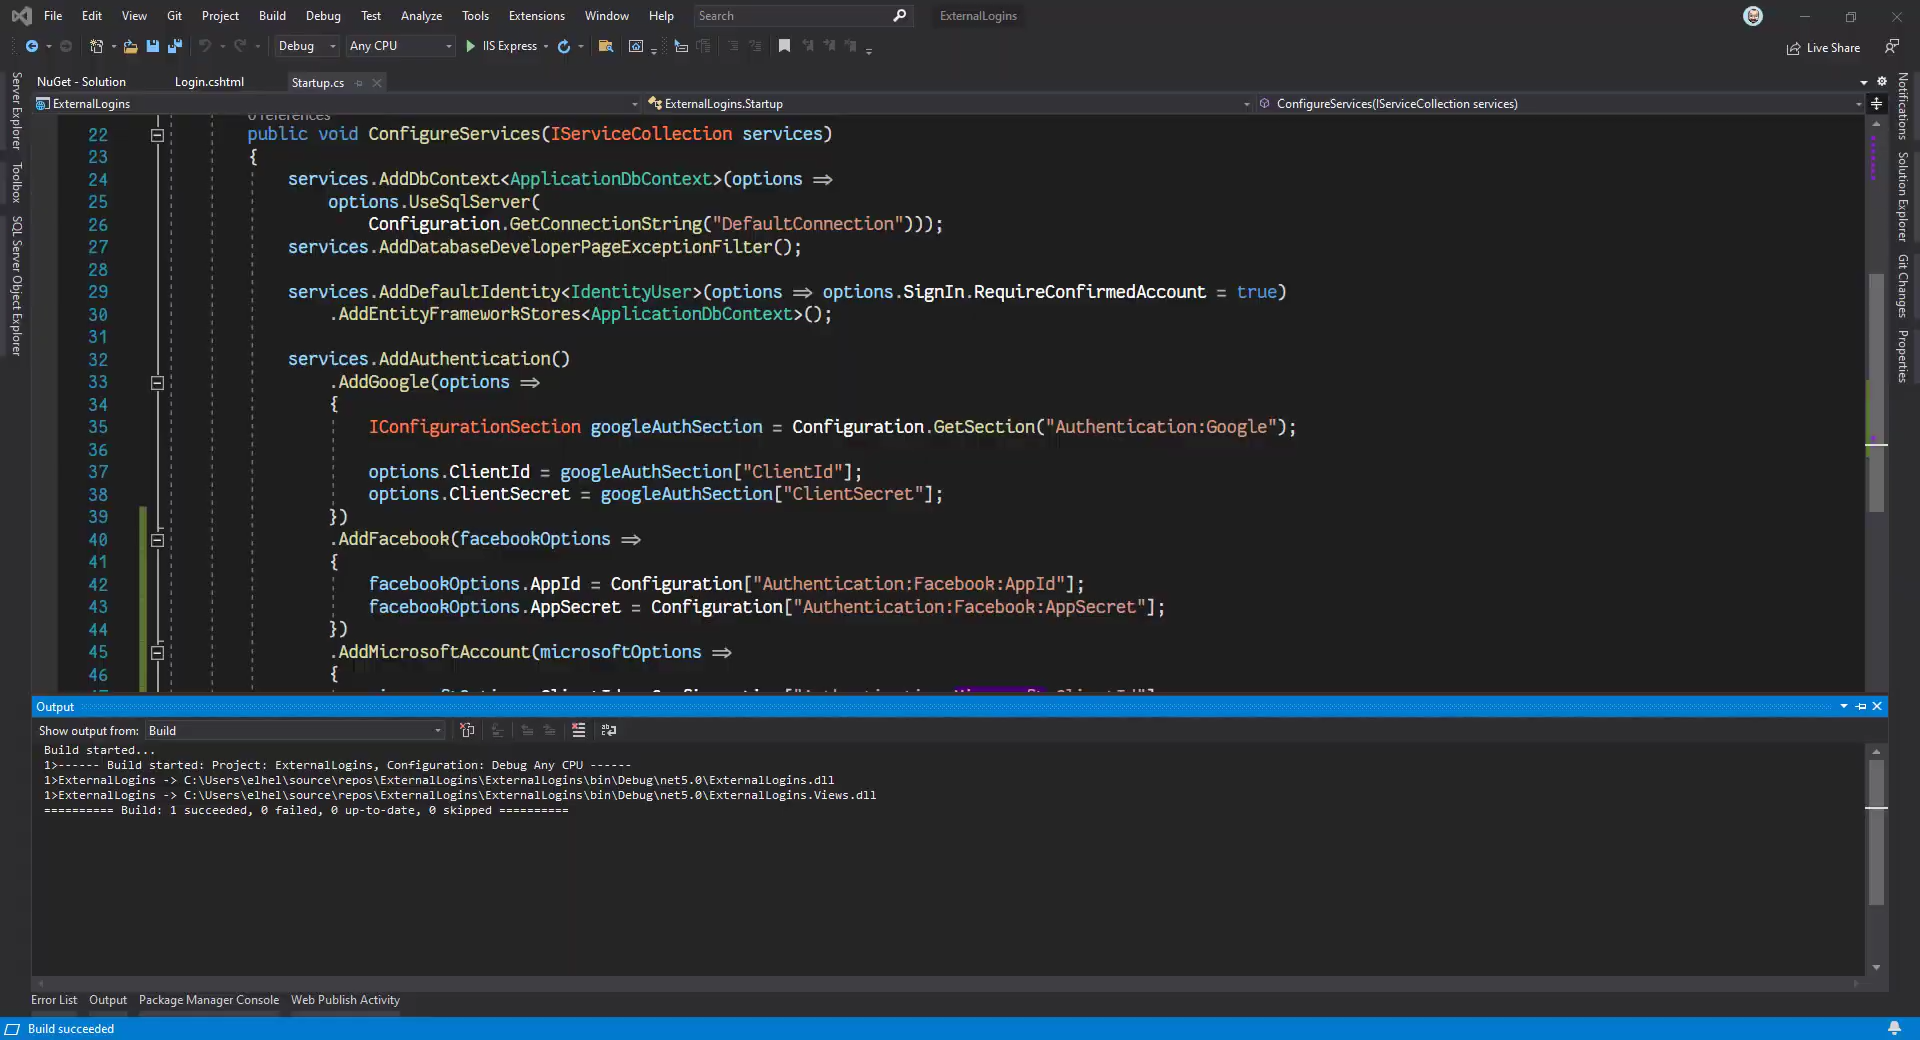 File Edit View Git Project Build Debug Test Analyze Tools Extensions Window Help Search ExternalLogins
Debug Any CPU IIS Express Live Share
NuGet - Solution Login.cshtml Startup.cs
ExternalLogins ExternalLogins.Startup ConfigureServices(IServiceCollection services)
Server Explorer
Toolbox
SQL Server Object Explorer
Notifications
Solution Explorer
Git Changes
Properties
0 references
22 public void ConfigureServices(IServiceCollection services)
23 {
24 services.AddDbContext<ApplicationDbContext>(options =>
25 options.UseSqlServer(
26 Configuration.GetConnectionString("DefaultConnection")));
27 services.AddDatabaseDeveloperPageExceptionFilter();
28
29 services.AddDefaultIdentity<IdentityUser>(options => options.SignIn.RequireConfirmedAccount = true)
30 .AddEntityFrameworkStores<ApplicationDbContext>();
31
32 services.AddAuthentication()
33 .AddGoogle(options =>
34 {
35 IConfigurationSection googleAuthSection = Configuration.GetSection("Authentication:Google");
36
37 options.ClientId = googleAuthSection["ClientId"];
38 options.ClientSecret = googleAuthSection["ClientSecret"];
39 })
40 .AddFacebook(facebookOptions =>
41 {
42 facebookOptions.AppId = Configuration["Authentication:Facebook:AppId"];
43 facebookOptions.AppSecret = Configuration["Authentication:Facebook:AppSecret"];
44 })
45 .AddMicrosoftAccount(microsoftOptions =>
46 {
Output
Show output from: Build
Build started...
1>------ Build started: Project: ExternalLogins, Configuration: Debug Any CPU ------
1>ExternalLogins -> C:\Users\elhel\source\repos\ExternalLogins\ExternalLogins\bin\Debug\net5.0\ExternalLogins.dll
1>ExternalLogins -> C:\Users\elhel\source\repos\ExternalLogins\ExternalLogins\bin\Debug\net5.0\ExternalLogins.Views.dll
========== Build: 1 succeeded, 0 failed, 0 up-to-date, 0 skipped ==========
Error List Output Package Manager Console Web Publish Activity
Build succeeded